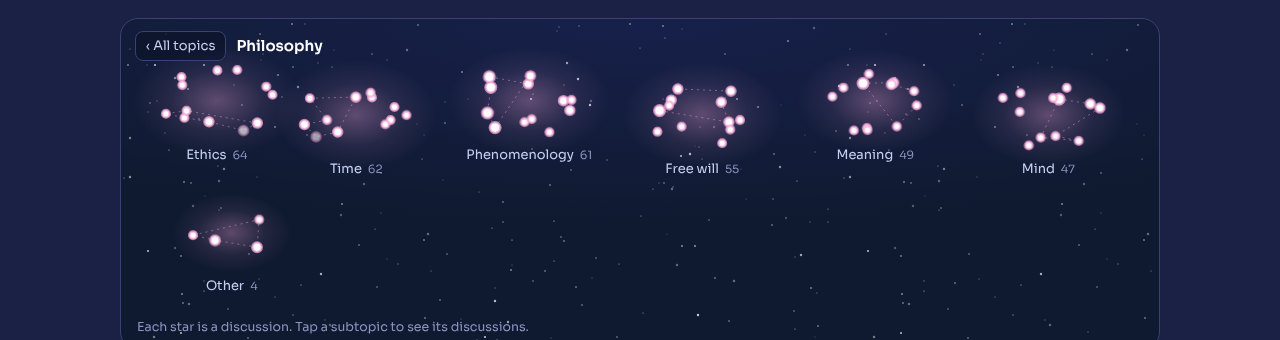 ‹ All topics Philosophy
Ethics 64
Time 62
Phenomenology 61
Free will 55
Meaning 49
Mind 47
Other 4
Each star is a discussion. Tap a subtopic to see its discussions.